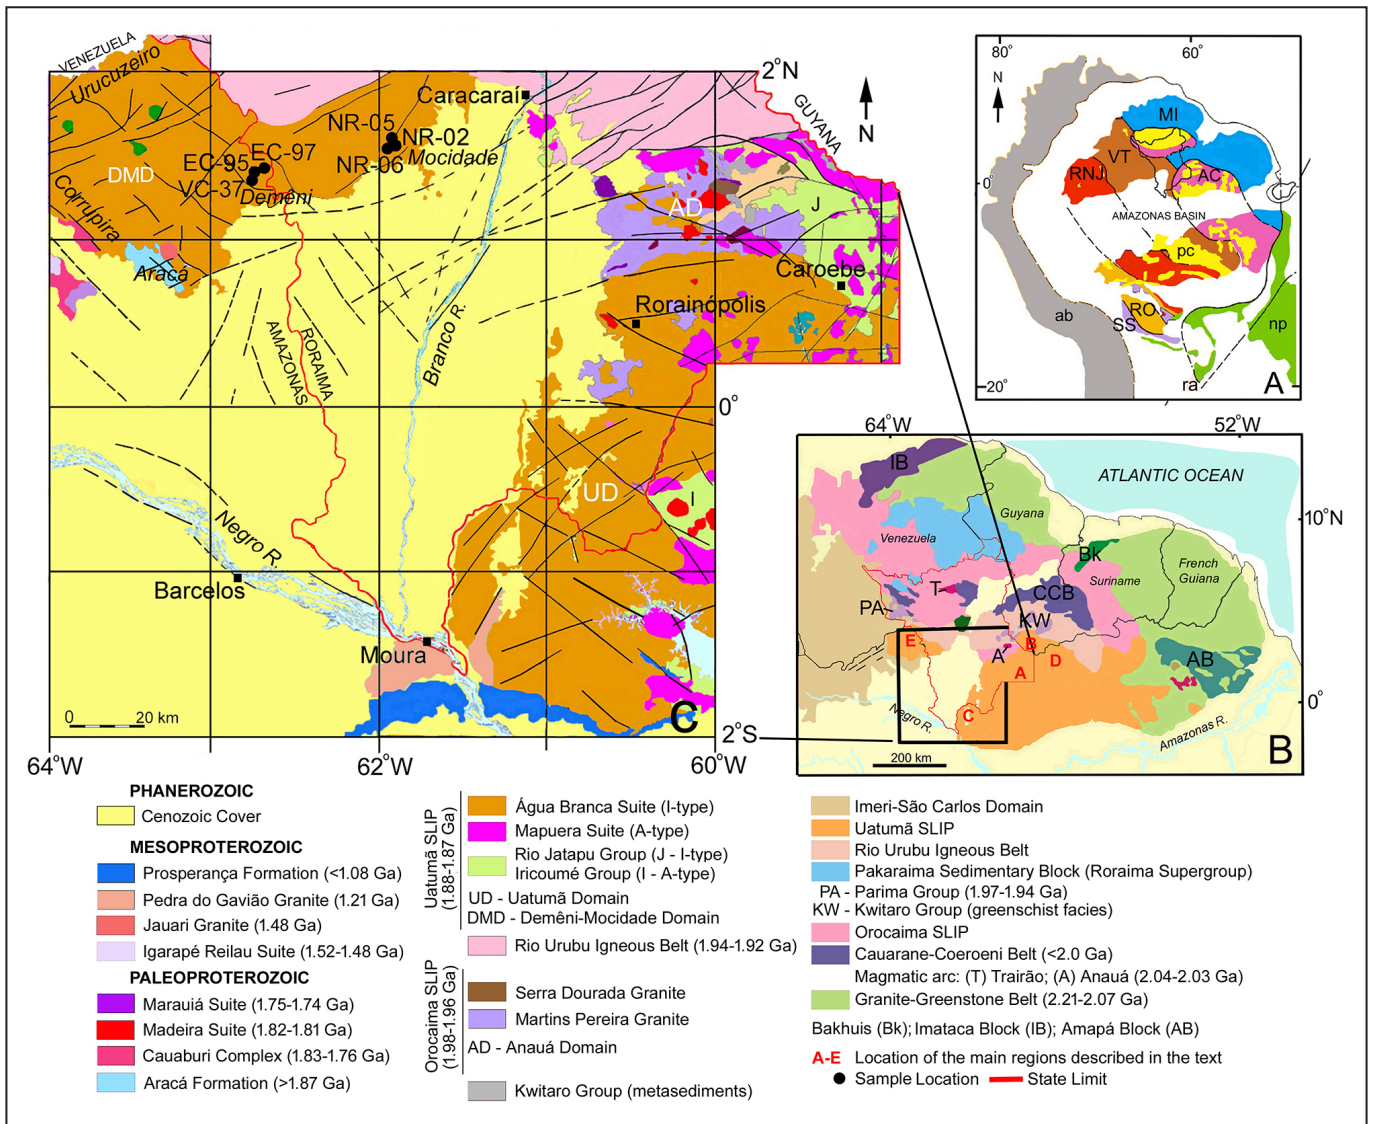 VENEZUELA
Urucuzeiro
DMD
Corrupira
Aracá
EC-95
EC-97
VC-37
Demêni
NR-05
NR-02
NR-06
Mocidade
Caracaraí
2°N
N
GUYANA
AD
J
Caroebe
Rorainópolis
Branco R.
RORAIMA
AMAZONAS
0°
UD
I
Negro R.
Barcelos
Moura
0 20 km
C
2°S
64°W
62°W
60°W
80°
60°
N
MI
VT
RNJ
AC
0°
AMAZONAS BASIN
pc
RO
SS
ab
np
ra
20°
A
64°W
52°W
IB
ATLANTIC OCEAN
Guyana
10°N
Venezuela
Bk
French
Guiana
Suriname
T
CCB
PA
KW
E
B
A
D
AB
A
C
0°
Negro R.
Amazonas R.
200 km
B
PHANEROZOIC
Cenozoic Cover
MESOPROTEROZOIC
Prosperança Formation (<1.08 Ga)
Pedra do Gavião Granite (1.21 Ga)
Jauari Granite (1.48 Ga)
Igarapé Reilau Suite (1.52-1.48 Ga)
PALEOPROTEROZOIC
Marauiá Suite (1.75-1.74 Ga)
Madeira Suite (1.82-1.81 Ga)
Cauaburi Complex (1.83-1.76 Ga)
Aracá Formation (>1.87 Ga)
Uatumã SLIP
(1.88-1.87 Ga)
Água Branca Suite (I-type)
Mapuera Suite (A-type)
Rio Jatapu Group (J - I-type)
Iricoumé Group (I - A-type)
UD - Uatumã Domain
DMD - Demêni-Mocidade Domain
Rio Urubu Igneous Belt (1.94-1.92 Ga)
Orocaima SLIP
(1.98-1.96 Ga)
Serra Dourada Granite
Martins Pereira Granite
AD - Anauá Domain
Kwitaro Group (metasediments)
Imeri-São Carlos Domain
Uatumã SLIP
Rio Urubu Igneous Belt
Pakaraima Sedimentary Block (Roraima Supergroup)
PA - Parima Group (1.97-1.94 Ga)
KW - Kwitaro Group (greenschist facies)
Orocaima SLIP
Cauarane-Coeroeni Belt (<2.0 Ga)
Magmatic arc: (T) Trairão; (A) Anauá (2.04-2.03 Ga)
Granite-Greenstone Belt (2.21-2.07 Ga)
Bakhuis (Bk); Imataca Block (IB); Amapá Block (AB)
A-E Location of the main regions described in the text
Sample Location State Limit